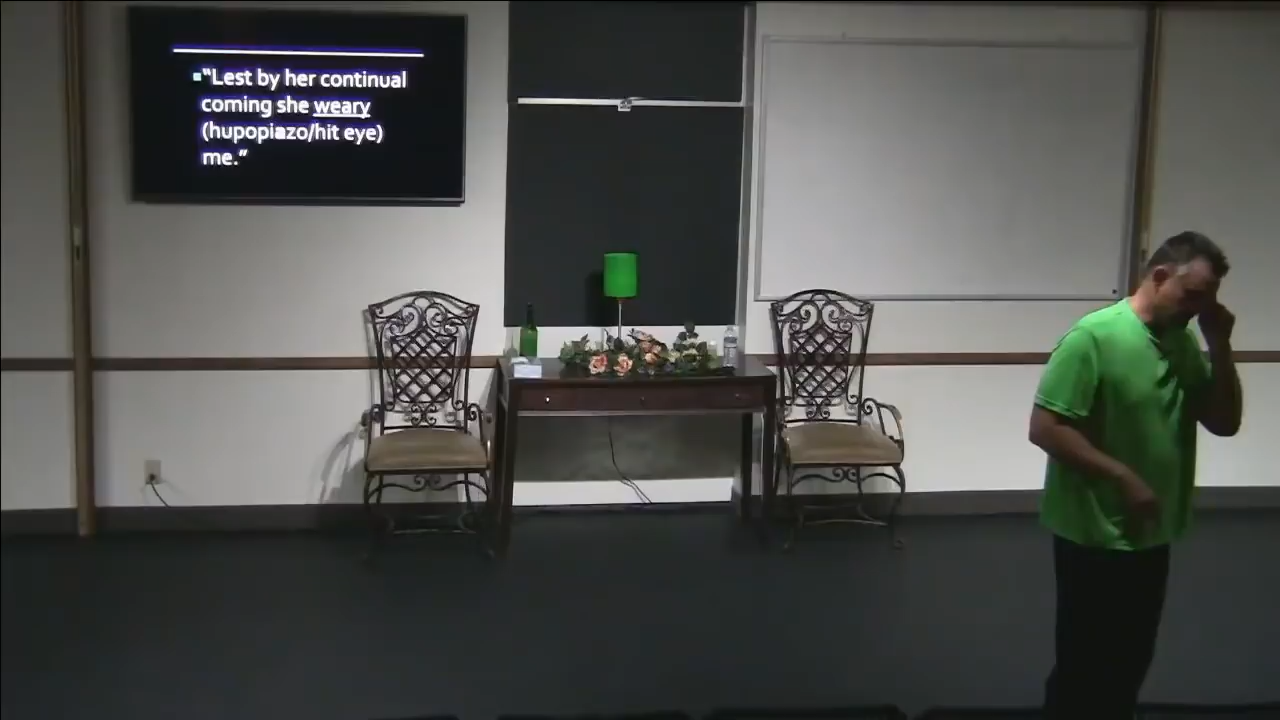 "Lest by her continual
coming she weary
(hupopiazo/hit eye)
me."